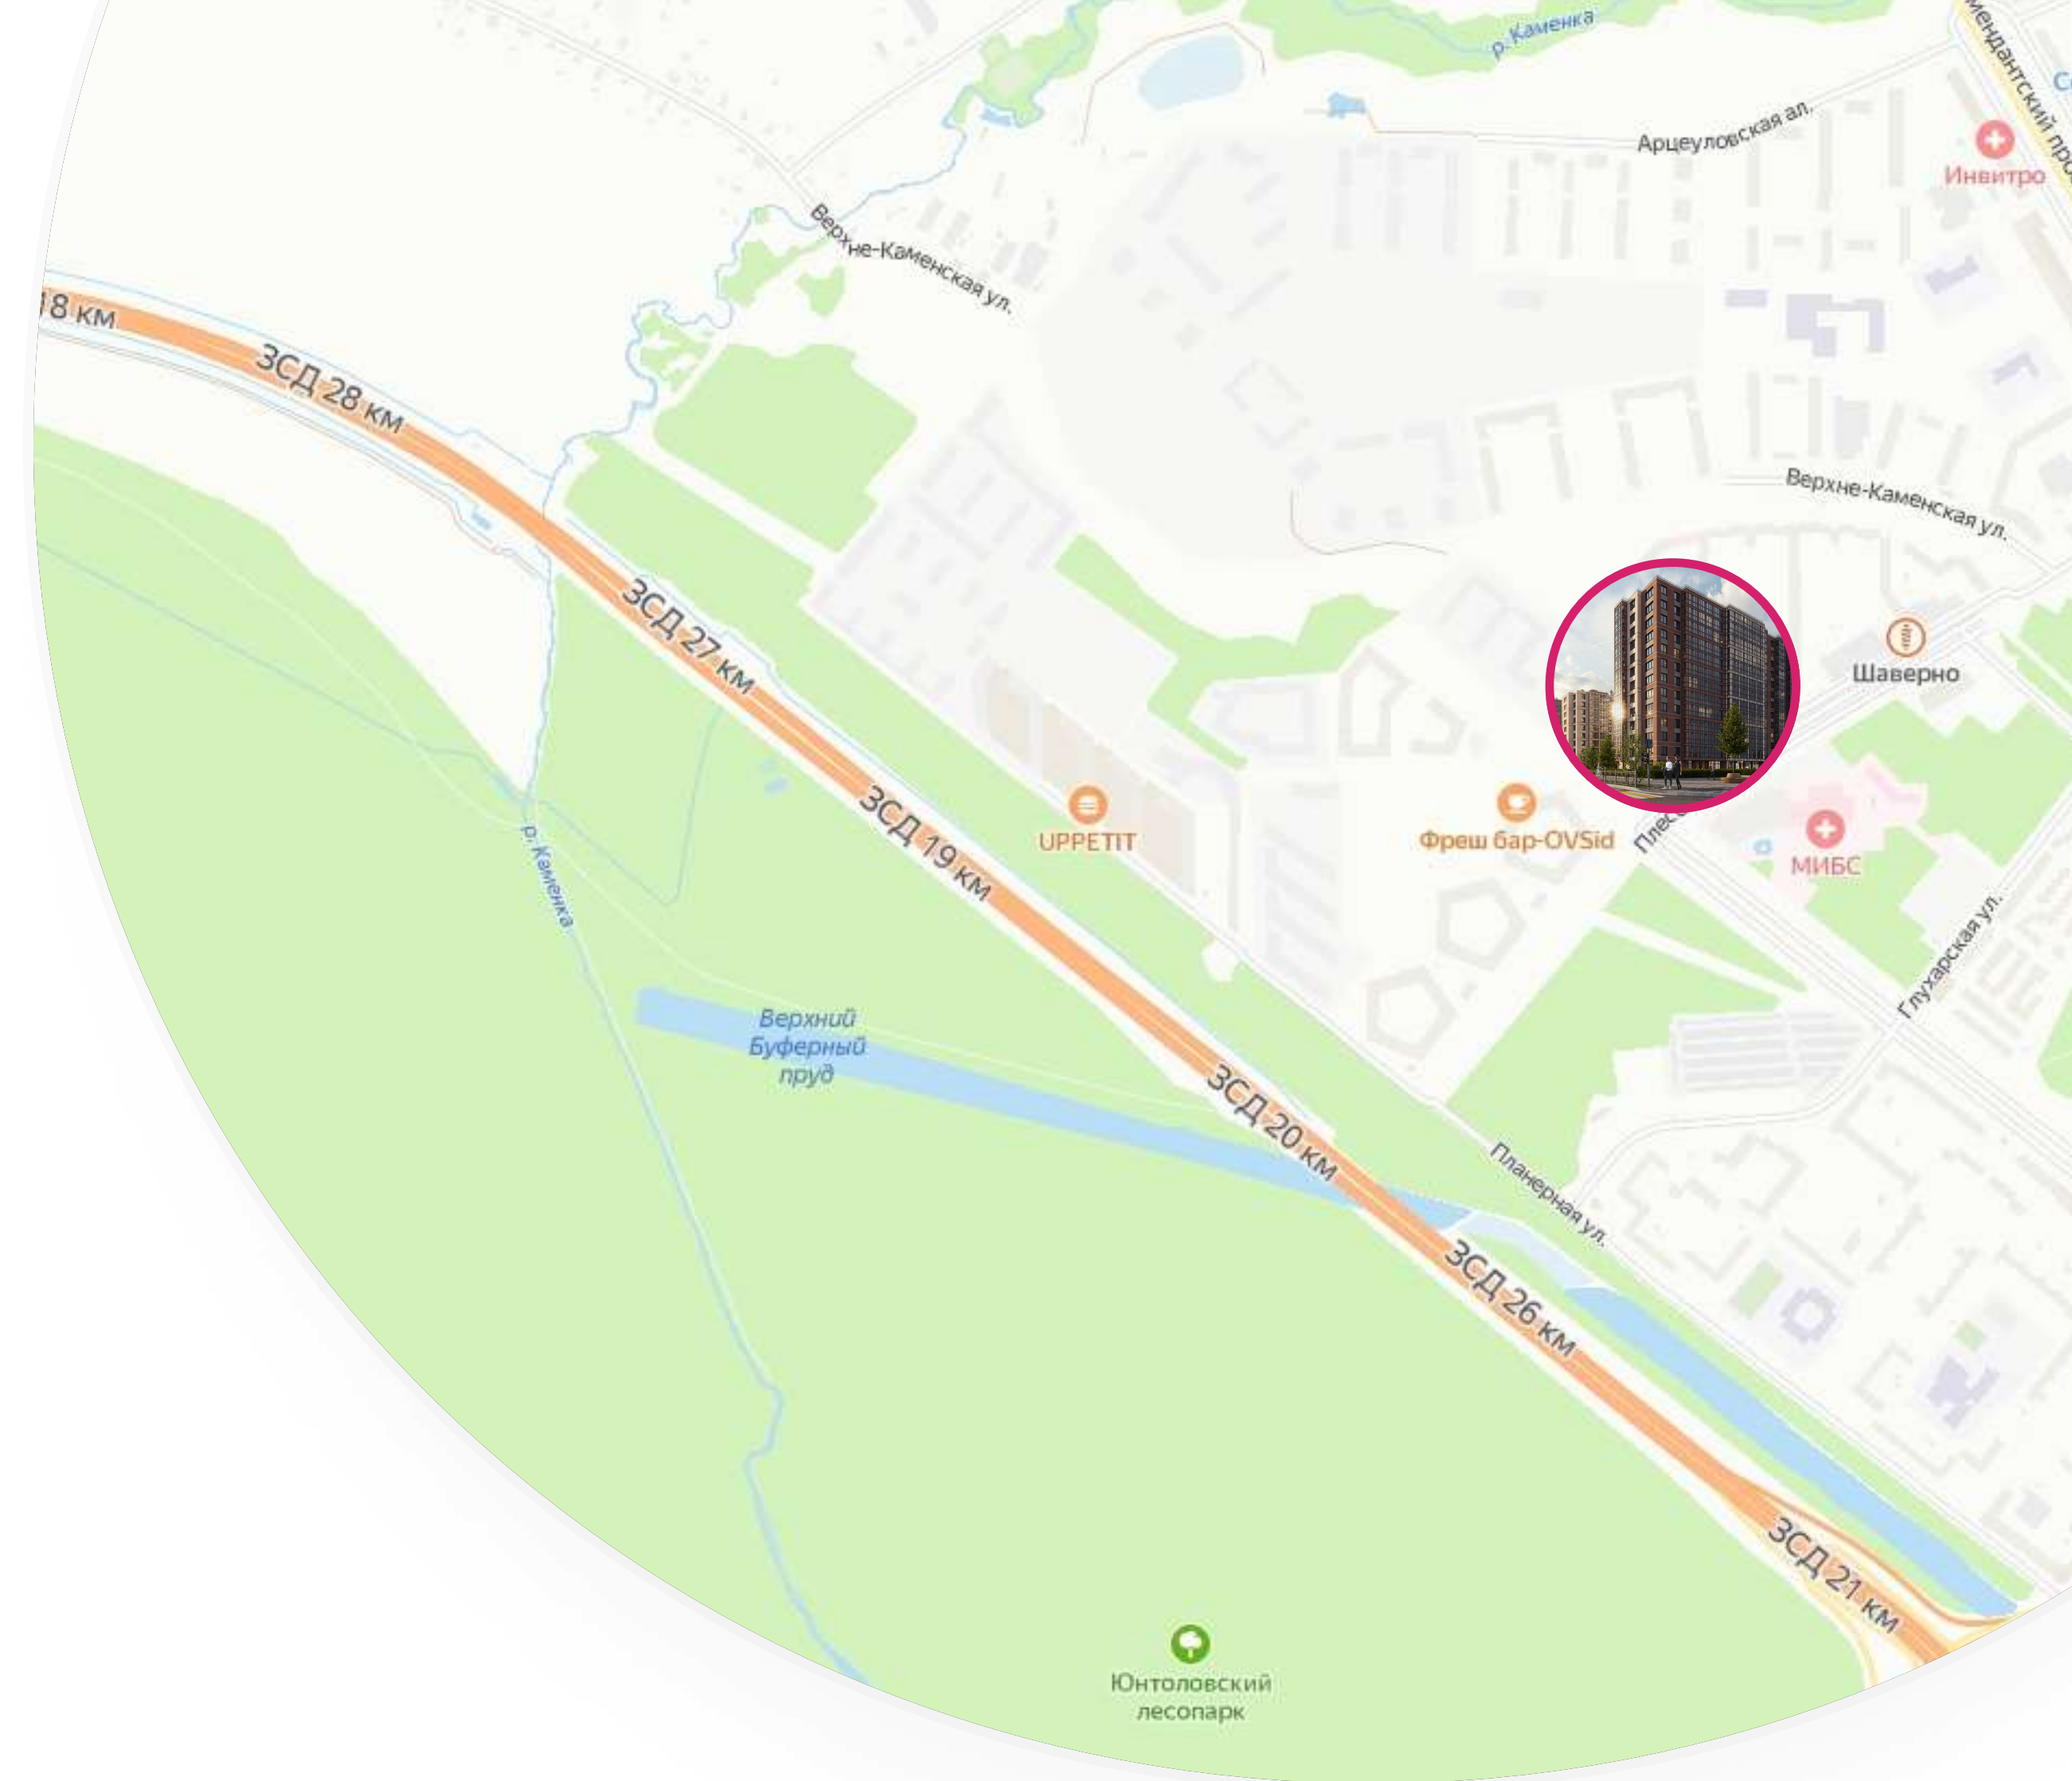 р. Каменка
Арцеуловская ал.
Инвитро
Верхне-Каменская ул.
18 км
ЗСД 28 км
Верхне-Каменская ул.
ЗСД 27 км
Шаверно
ЗСД 19 км
UPPETIT
Фреш бар-OVSid
МИБС
р. Каменка
Глухарская ул.
Верхний
Буферный
пруд
ЗСД 20 км
Планерная ул.
ЗСД 26 км
ЗСД 21 км
Юнтоловский
лесопарк